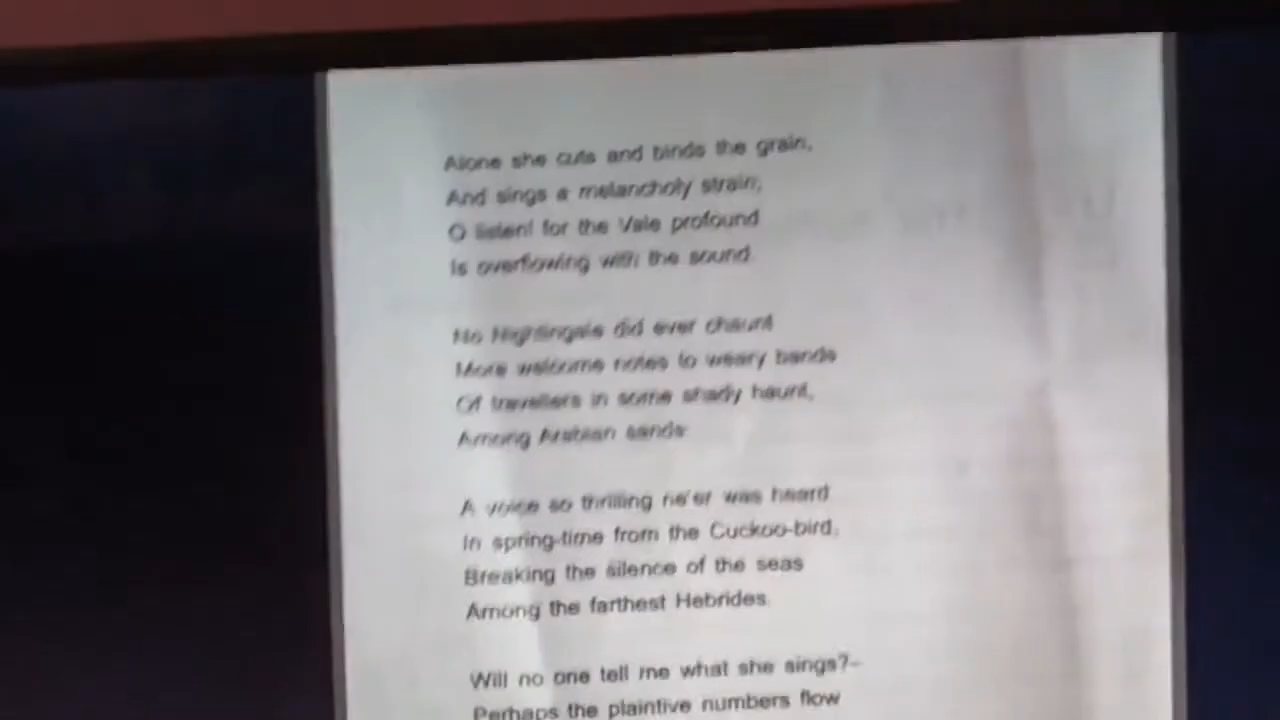 Alone she cuts and binds the grain,
And sings a melancholy strain;
O listen! for the Vale profound
Is overflowing with the sound.
No Nightingale did ever chaunt
More welcome notes to weary bands
Of travellers in some shady haunt,
Among Arabian sands:
A voice so thrilling ne'er was heard
In spring-time from the Cuckoo-bird,
Breaking the silence of the seas
Among the farthest Hebrides.
Will no one tell me what she sings?–
Perhaps the plaintive numbers flow